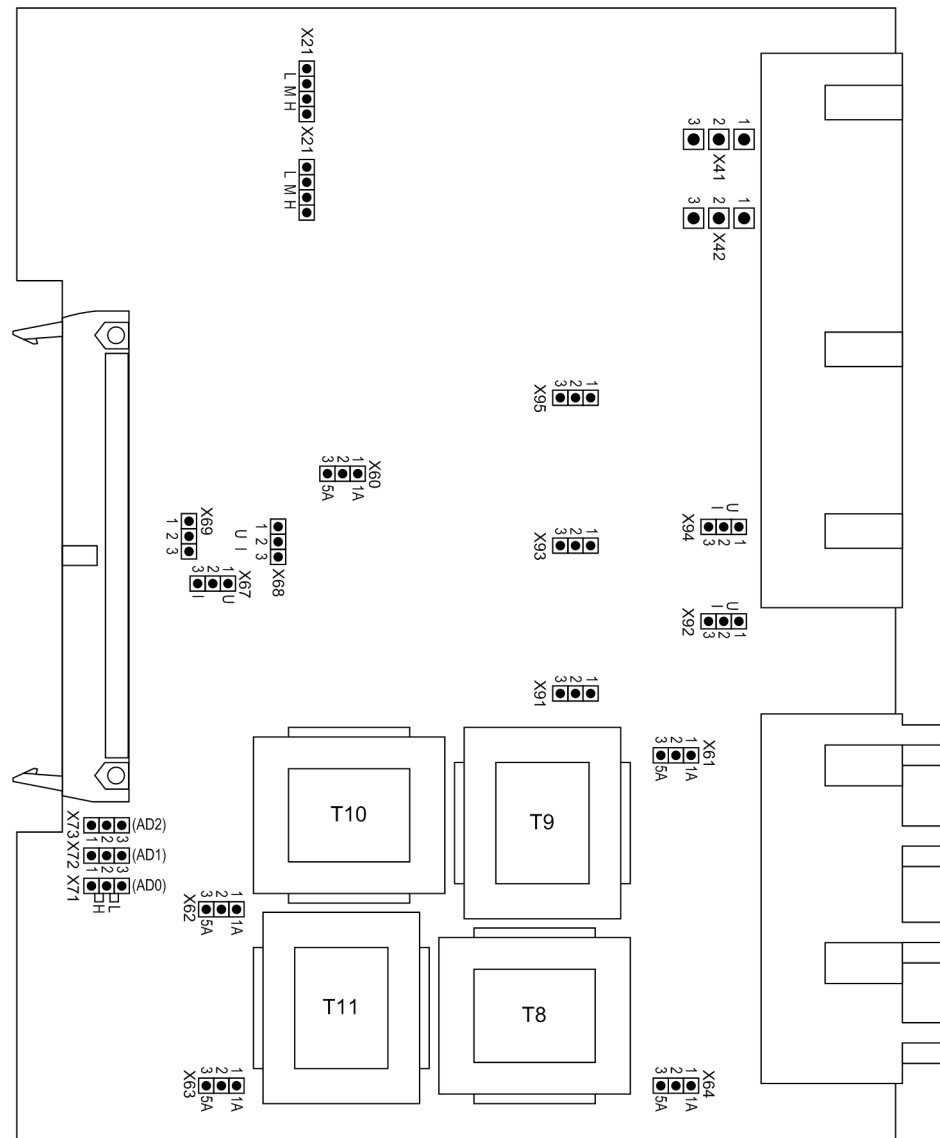 X21
L M H
X21
L M H
3 2 1
X41
3 2 1
X42
X95
3 2 1
X60
3 2 1
5A 1A
X69
1 2 3
U I
1 2 3
X68
X67
3 2 1
I U
X93
3 2 1
U
I
X94
3 2 1
U
I
X92
3 2 1
X91
3 2 1
X61
3 2 1
5A 1A
T10
T9
X73
(AD2)
1 2 3
X72
(AD1)
1 2 3
X71
(AD0)
H L
X62
3 2 1
5A 1A
T11
T8
X63
3 2 1
5A 1A
X64
3 2 1
5A 1A